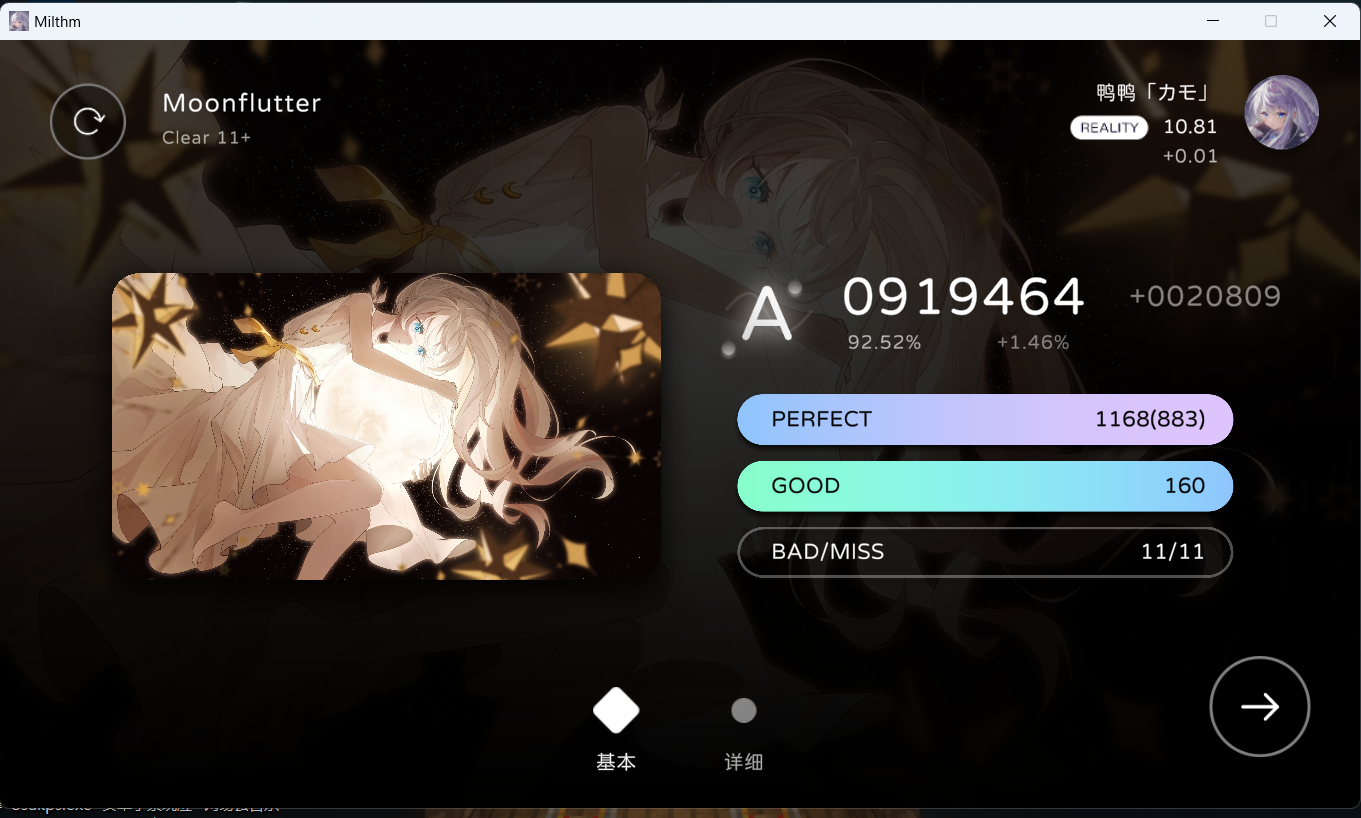 Milthm
Moonflutter
Clear 11+
鸭鸭「カモ」
REALITY 10.81
+0.01
A 0919464 +0020809
92.52% +1.46%
PERFECT 1168(883)
GOOD 160
BAD/MISS 11/11
基本 详细